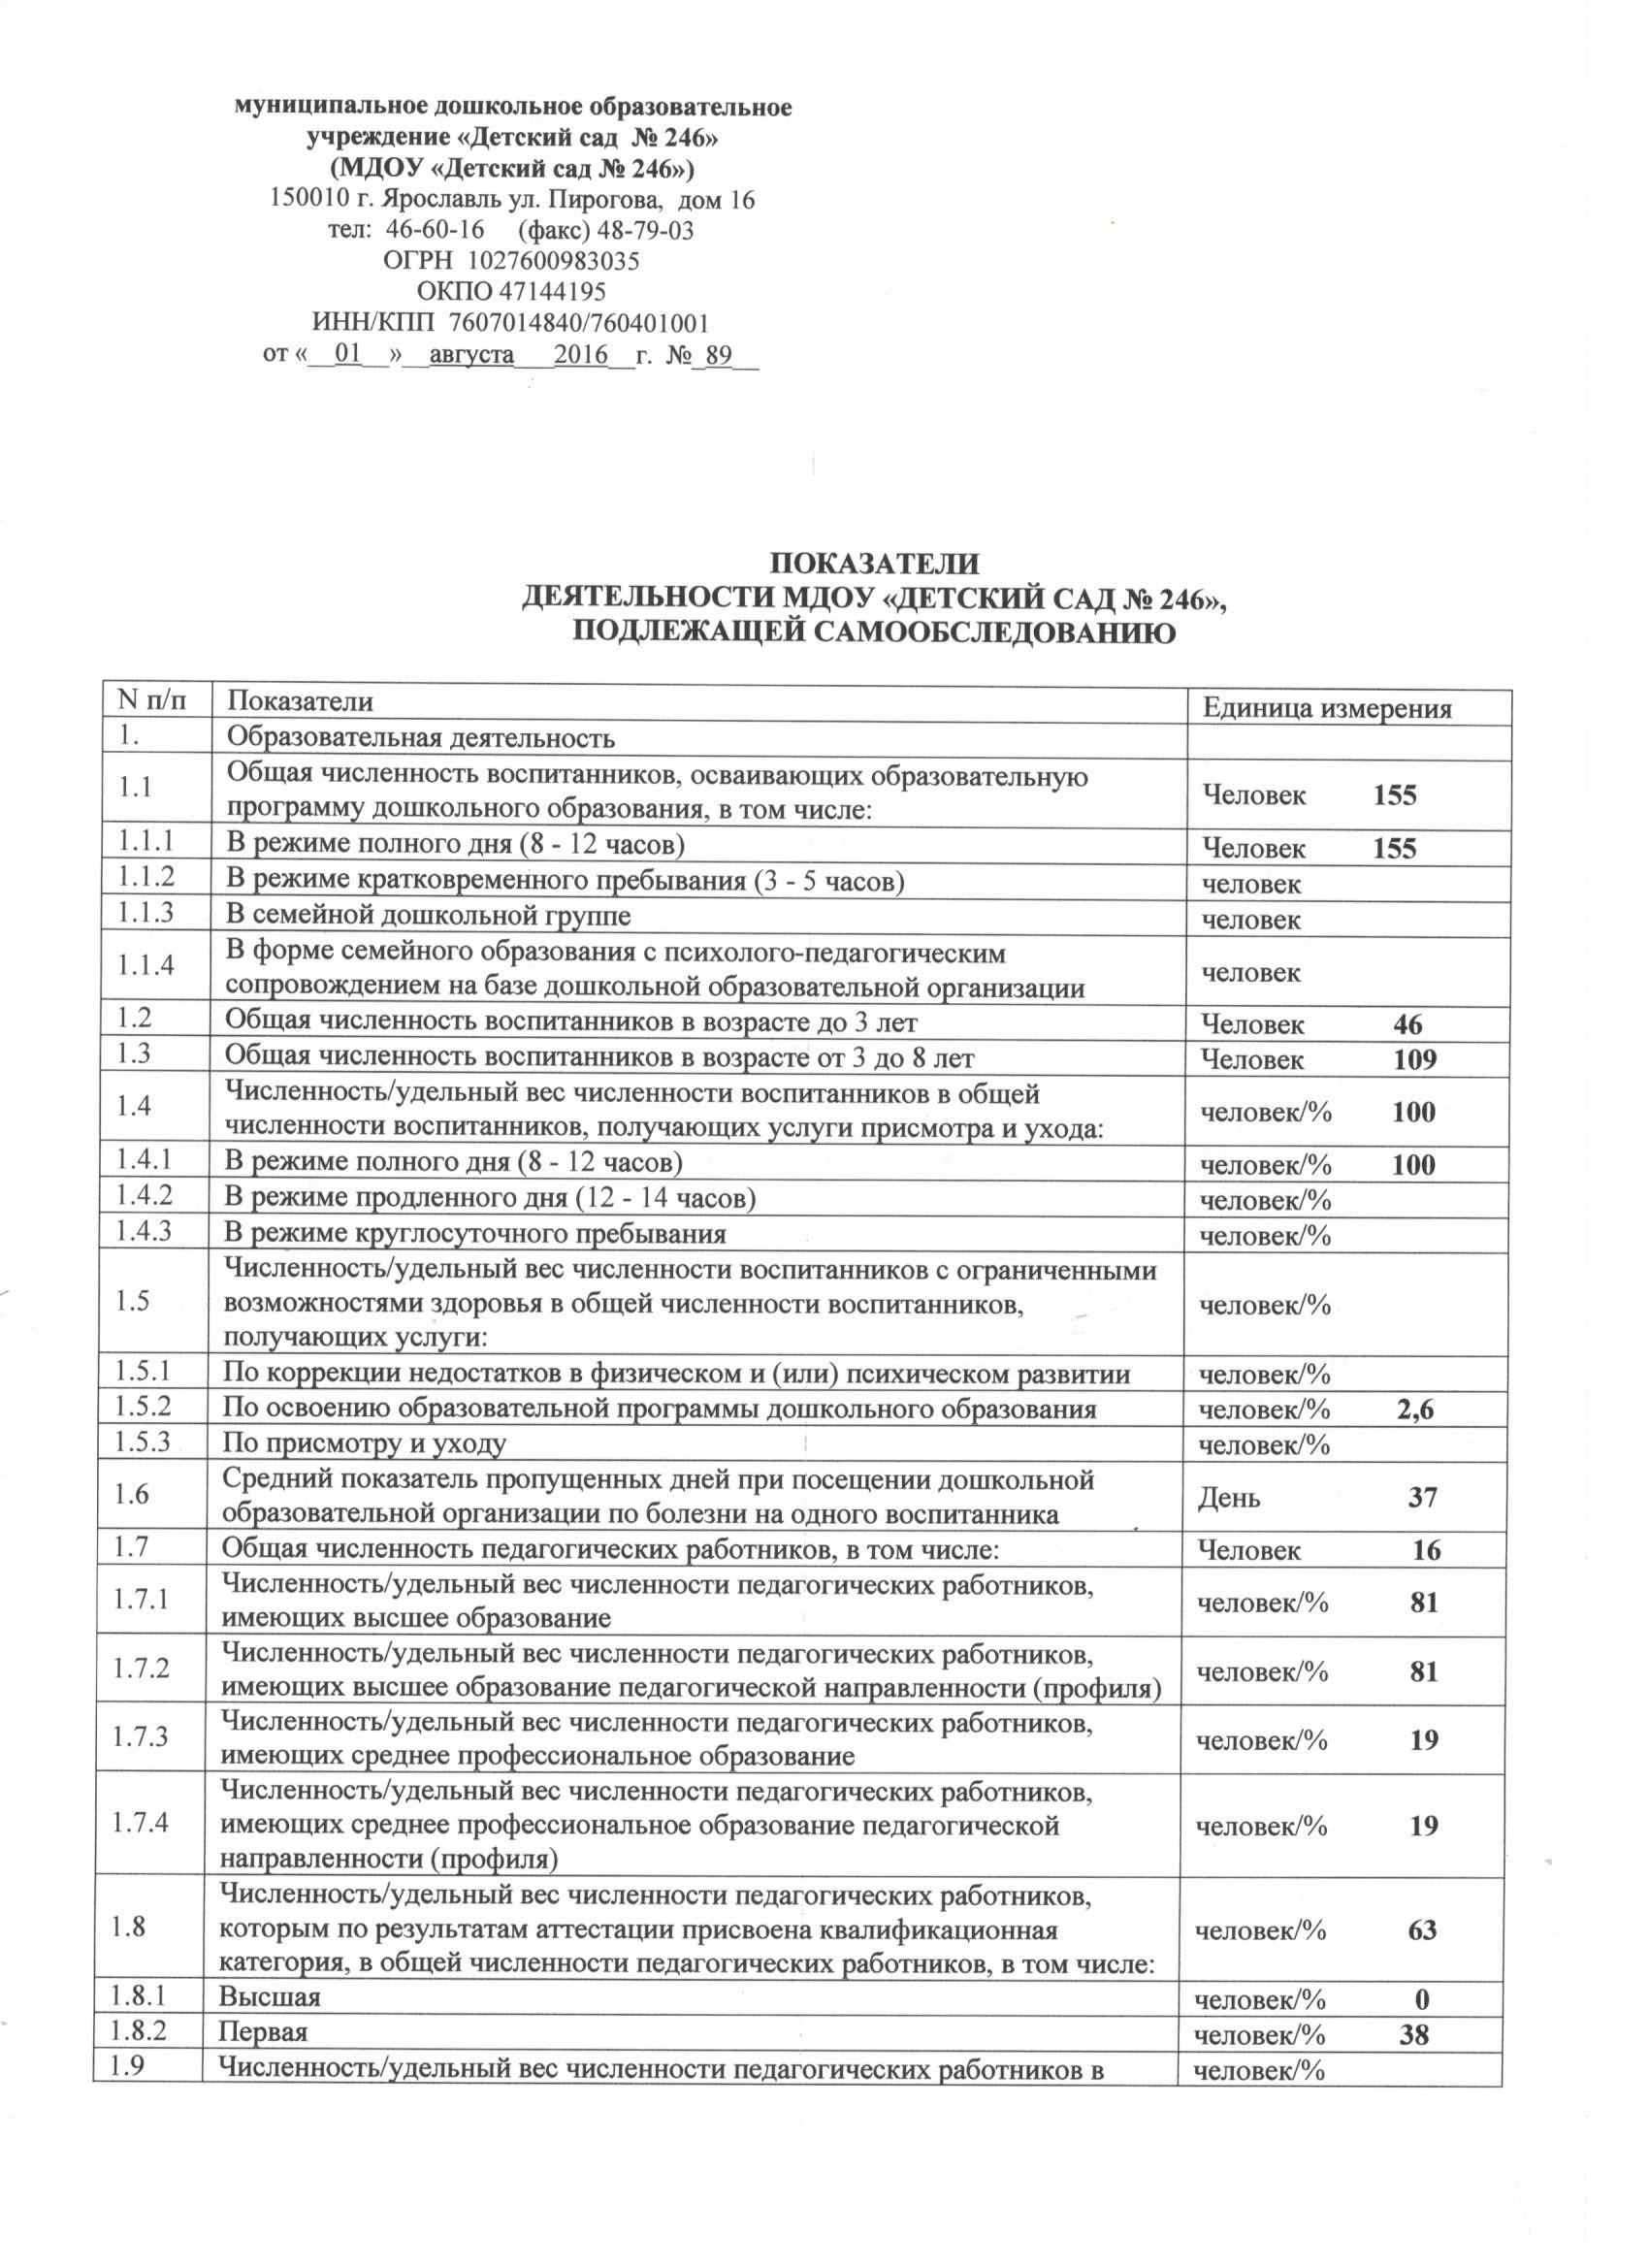 муниципальное дошкольное образовательное
учреждение «Детский сад № 246»
(МДОУ «Детский сад № 246»)
150010 г. Ярославль ул. Пирогова, дом 16
тел: 46-60-16 (факс) 48-79-03
ОГРН 1027600983035
ОКПО 47144195
ИНН/КПП 7607014840/760401001
от «__01__»__августа___2016__г. №_89__
ПОКАЗАТЕЛИ
ДЕЯТЕЛЬНОСТИ МДОУ «ДЕТСКИЙ САД № 246»,
ПОДЛЕЖАЩЕЙ САМООБСЛЕДОВАНИЮ
N п/п Показатели Единица измерения
1. Образовательная деятельность
1.1 Общая численность воспитанников, осваивающих образовательную
программу дошкольного образования, в том числе: Человек 155
1.1.1 В режиме полного дня (8 - 12 часов) Человек 155
1.1.2 В режиме кратковременного пребывания (3 - 5 часов) человек
1.1.3 В семейной дошкольной группе человек
1.1.4 В форме семейного образования с психолого-педагогическим
сопровождением на базе дошкольной образовательной организации человек
1.2 Общая численность воспитанников в возрасте до 3 лет Человек 46
1.3 Общая численность воспитанников в возрасте от 3 до 8 лет Человек 109
1.4 Численность/удельный вес численности воспитанников в общей
численности воспитанников, получающих услуги присмотра и ухода: человек/% 100
1.4.1 В режиме полного дня (8 - 12 часов) человек/% 100
1.4.2 В режиме продленного дня (12 - 14 часов) человек/%
1.4.3 В режиме круглосуточного пребывания человек/%
1.5 Численность/удельный вес численности воспитанников с ограниченными
возможностями здоровья в общей численности воспитанников, человек/%
получающих услуги:
1.5.1 По коррекции недостатков в физическом и (или) психическом развитии человек/%
1.5.2 По освоению образовательной программы дошкольного образования человек/% 2,6
1.5.3 По присмотру и уходу человек/%
1.6 Средний показатель пропущенных дней при посещении дошкольной
образовательной организации по болезни на одного воспитанника День 37
1.7 Общая численность педагогических работников, в том числе: Человек 16
1.7.1 Численность/удельный вес численности педагогических работников,
имеющих высшее образование человек/% 81
1.7.2 Численность/удельный вес численности педагогических работников,
имеющих высшее образование педагогической направленности (профиля) человек/% 81
1.7.3 Численность/удельный вес численности педагогических работников,
имеющих среднее профессиональное образование человек/% 19
1.7.4 Численность/удельный вес численности педагогических работников,
имеющих среднее профессиональное образование педагогической человек/% 19
направленности (профиля)
1.8 Численность/удельный вес численности педагогических работников,
которым по результатам аттестации присвоена квалификационная человек/% 63
категория, в общей численности педагогических работников, в том числе:
1.8.1 Высшая человек/% 0
1.8.2 Первая человек/% 38
1.9 Численность/удельный вес численности педагогических работников в человек/%